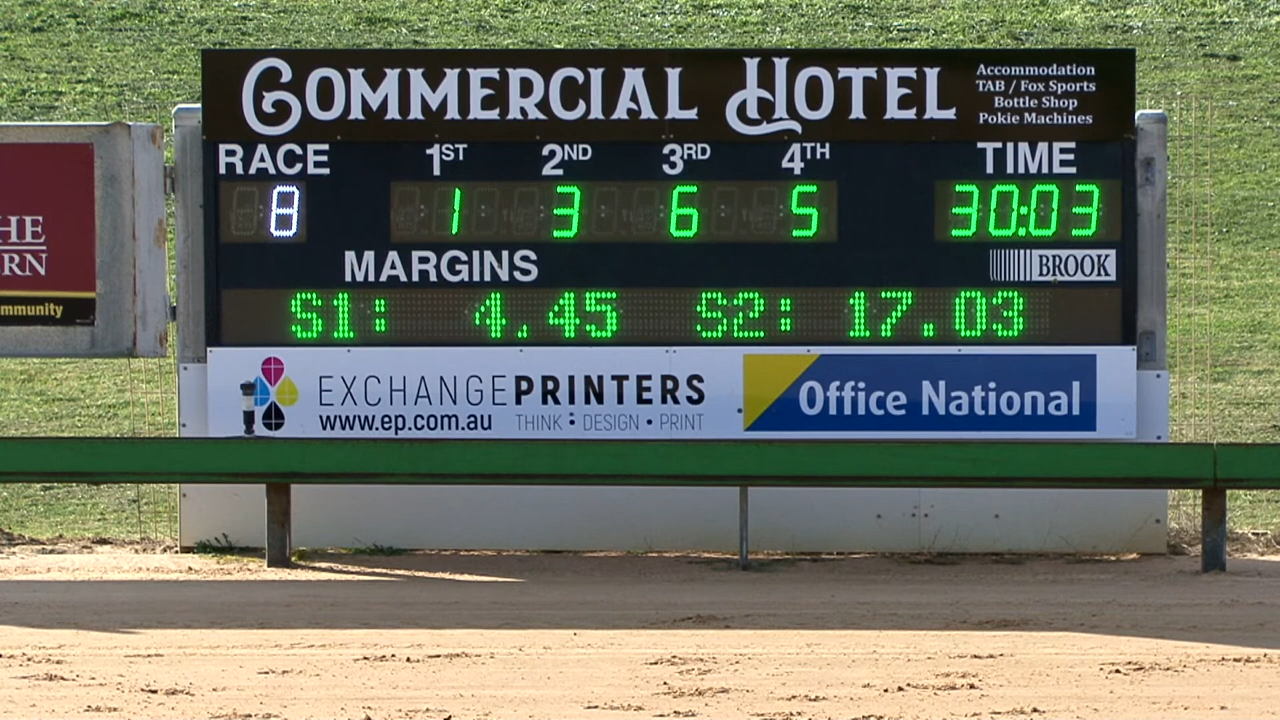 COMMERCIAL HOTEL
Accommodation
TAB / Fox Sports
Bottle Shop
Pokie Machines
RACE 1ST 2ND 3RD 4TH TIME
8 1 3 6 5 30:03
MARGINS
BROOK
S1: 4.45 S2: 17.03
EXCHANGEPRINTERS
www.ep.com.au THINK : DESIGN • PRINT
Office National
HE
RN
mmunity